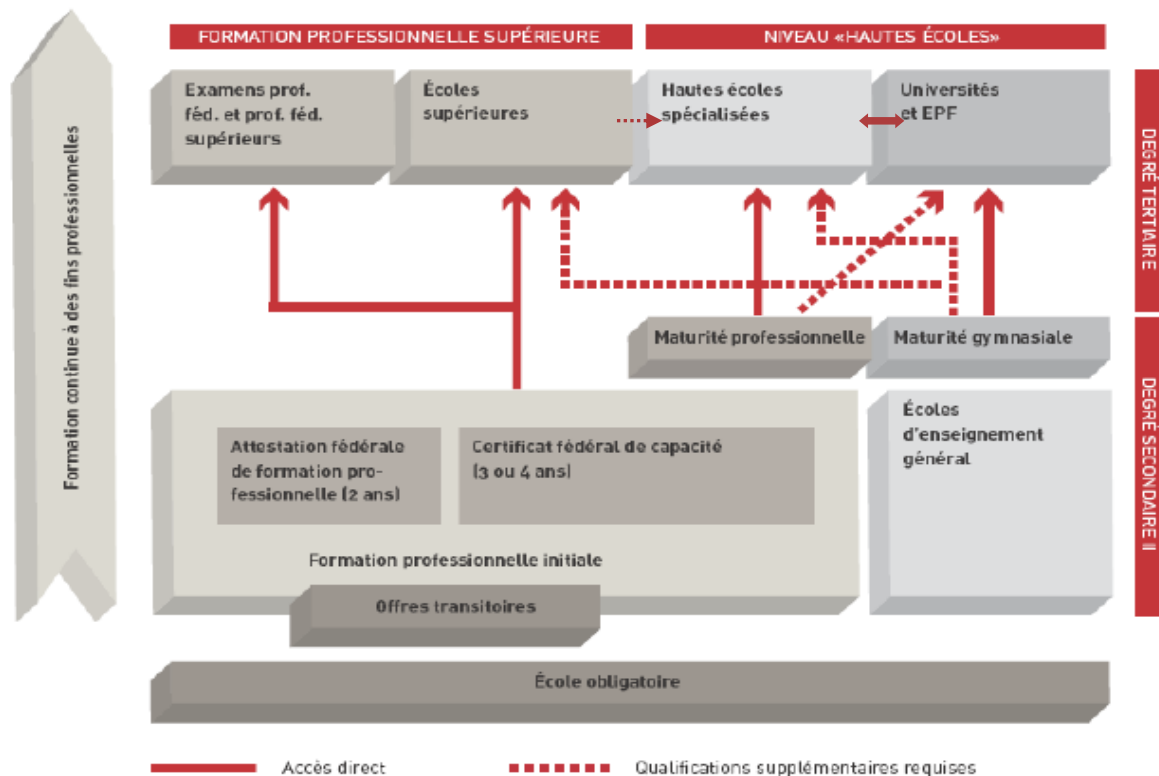 FORMATION PROFESSIONNELLE SUPÉRIEURE
NIVEAU «HAUTES ÉCOLES»
Examens prof.
féd. et prof. féd.
supérieurs
Écoles
supérieures
Hautes écoles
spécialisées
Universités
et EPF
DEGRÉ TERTIAIRE
Formation continue à des fins professionnelles
Maturité professionnelle
Maturité gymnasiale
DEGRÉ SECONDAIRE II
Attestation fédérale
de formation pro-
fessionnelle (2 ans)
Certificat fédéral de capacité
(3 ou 4 ans)
Écoles
d'enseignement
général
Formation professionnelle initiale
Offres transitoires
École obligatoire
Accès direct
Qualifications supplémentaires requises